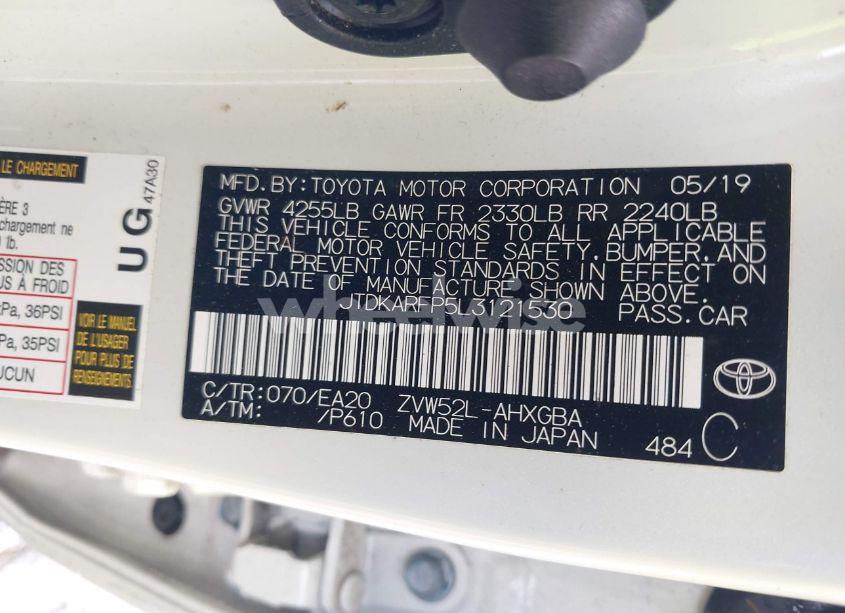 LE CHARGEMENT
ÈRE 3
chargement ne
lb.
UG
47A30
SSION DES
US À FROID
Pa, 36PSI
Pa, 35PSI
UCUN
VOIR LE MANUEL
DE L'USAGER
POUR PLUS DE
RENSEIGNEMENTS
MFD.BY:TOYOTA MOTOR CORPORATION 05/19
GVWR 4255LB GAWR FR 2330LB RR 2240LB
THIS VEHICLE CONFORMS TO ALL APPLICABLE
FEDERAL MOTOR VEHICLE SAFETY,BUMPER,AND
THEFT PREVENTION STANDARDS IN EFFECT ON
THE DATE OF MANUFACTURE SHOWN ABOVE.
JTDKARFP5L3121530 PASS.CAR
C/TR:070/EA20 ZVW52L-AHXGBA
A/TM: /P610 MADE IN JAPAN
484 C
wheelwise